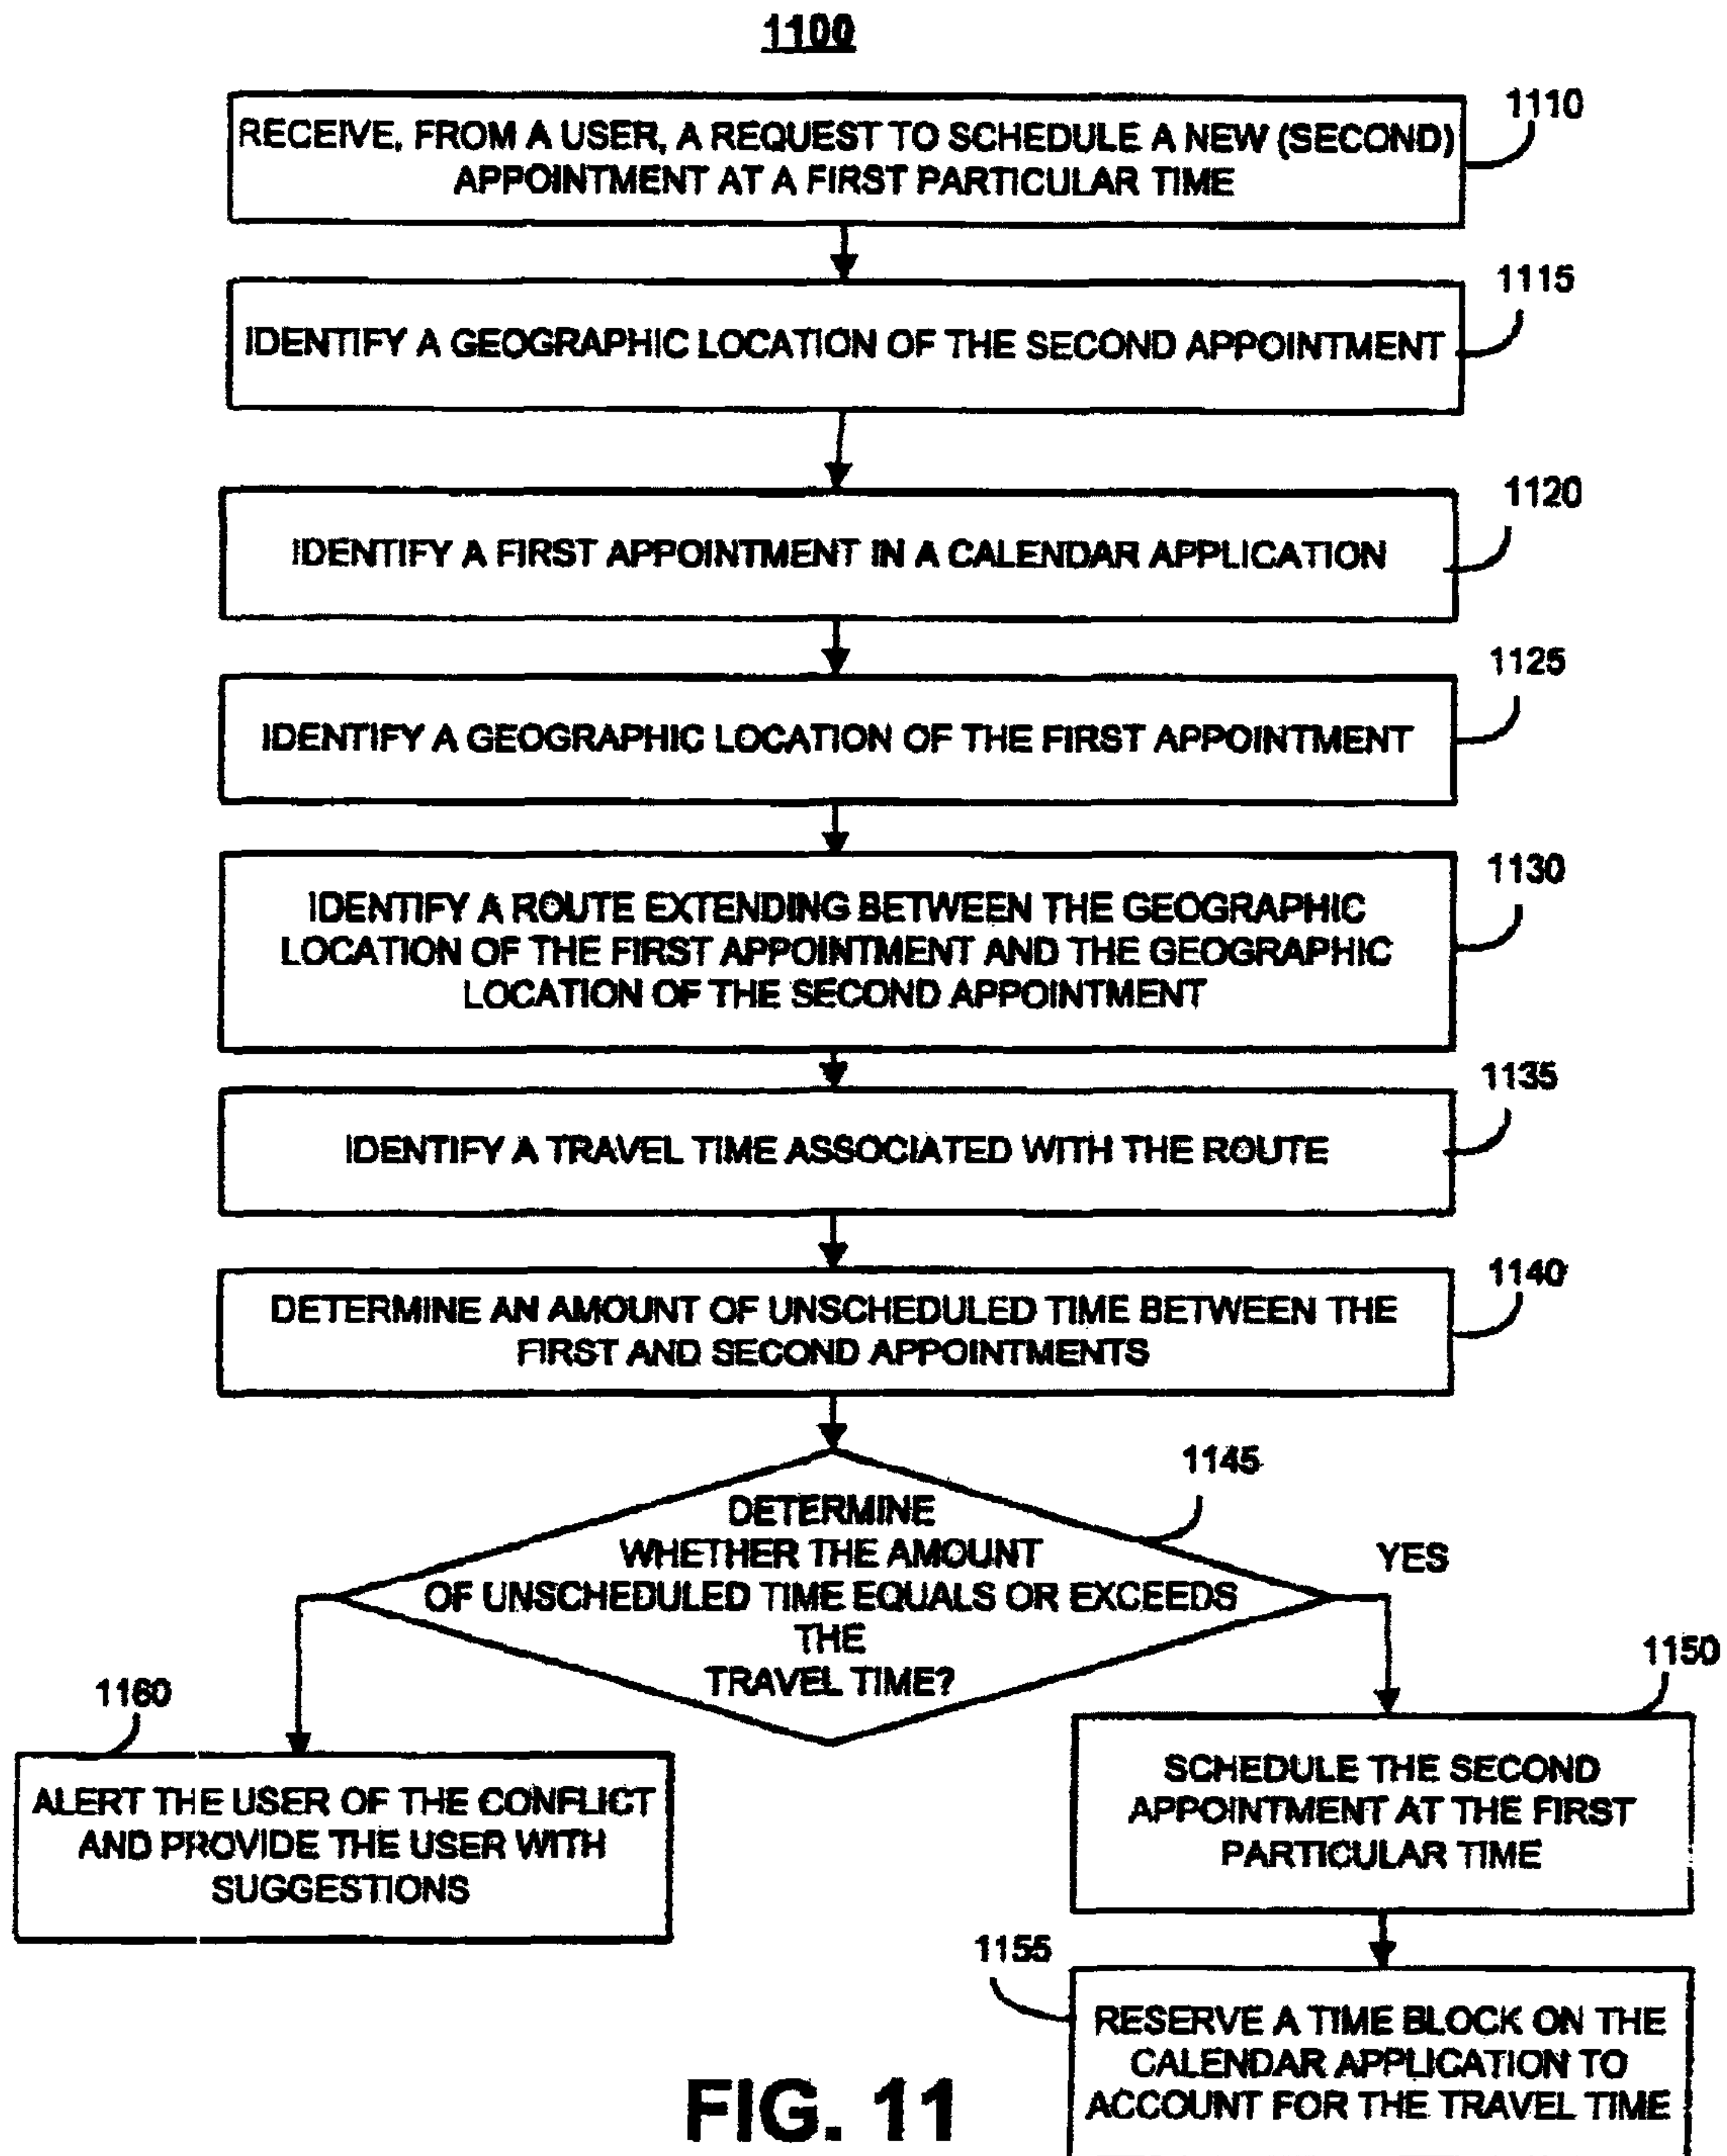 1100
RECEIVE, FROM A USER, A REQUEST TO SCHEDULE A NEW (SECOND)
APPOINTMENT AT A FIRST PARTICULAR TIME
1110
IDENTIFY A GEOGRAPHIC LOCATION OF THE SECOND APPOINTMENT
1115
IDENTIFY A FIRST APPOINTMENT IN A CALENDAR APPLICATION
1120
IDENTIFY A GEOGRAPHIC LOCATION OF THE FIRST APPOINTMENT
1125
IDENTIFY A ROUTE EXTENDING BETWEEN THE GEOGRAPHIC
LOCATION OF THE FIRST APPOINTMENT AND THE GEOGRAPHIC
LOCATION OF THE SECOND APPOINTMENT
1130
IDENTIFY A TRAVEL TIME ASSOCIATED WITH THE ROUTE
1135
DETERMINE AN AMOUNT OF UNSCHEDULED TIME BETWEEN THE
FIRST AND SECOND APPOINTMENTS
1140
DETERMINE
WHETHER THE AMOUNT
OF UNSCHEDULED TIME EQUALS OR EXCEEDS
THE
TRAVEL TIME?
1145
YES
1160
ALERT THE USER OF THE CONFLICT
AND PROVIDE THE USER WITH
SUGGESTIONS
1150
SCHEDULE THE SECOND
APPOINTMENT AT THE FIRST
PARTICULAR TIME
1155
RESERVE A TIME BLOCK ON THE
CALENDAR APPLICATION TO
ACCOUNT FOR THE TRAVEL TIME
FIG. 11